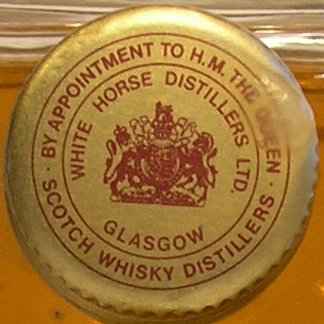 · BY APPOINTMENT TO H.M. THE QUEEN ·
SCOTCH WHISKY DISTILLERS
WHITE HORSE DISTILLERS LTD.
GLASGOW